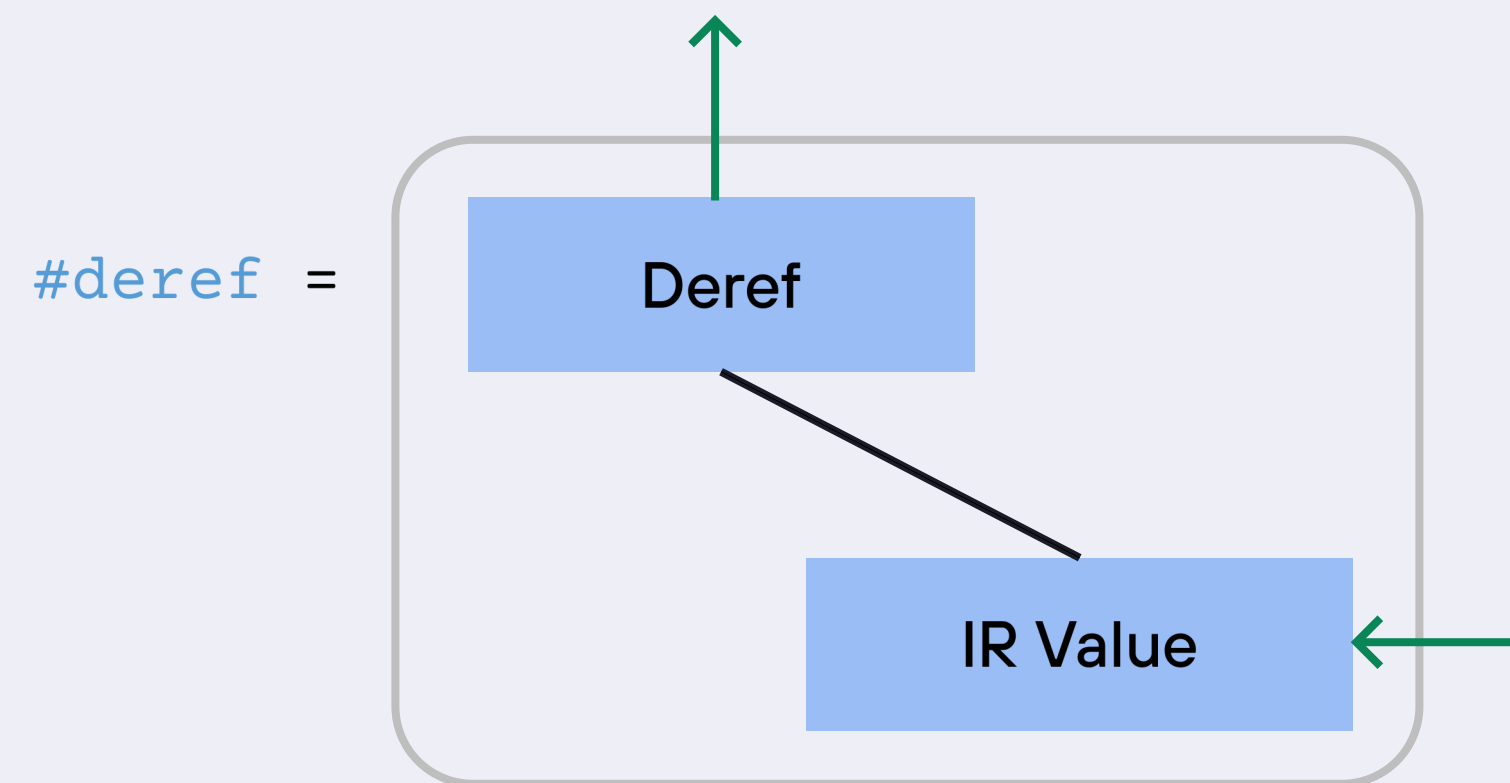 #deref =
Deref
IR Value